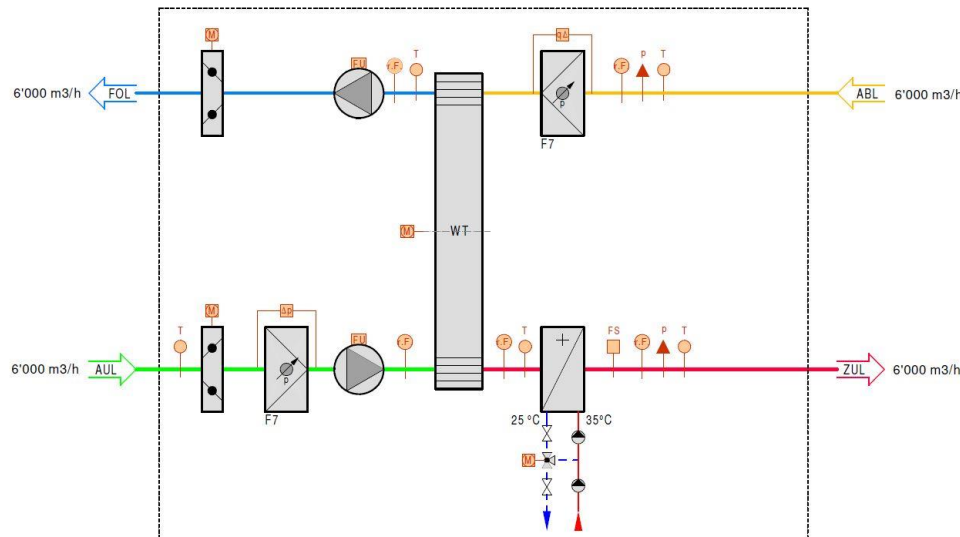 M
6'000 m3/h
FOL
FU
r.F.
T
Δp
p
F7
r.F.
P
T
ABL
6'000 m3/h
M
WT
6'000 m3/h
AUL
T
M
Δp
p
F7
FU
r.F
r.F
T
FS
r.F
P
T
ZUL
6'000 m3/h
25 °C
35°C
M